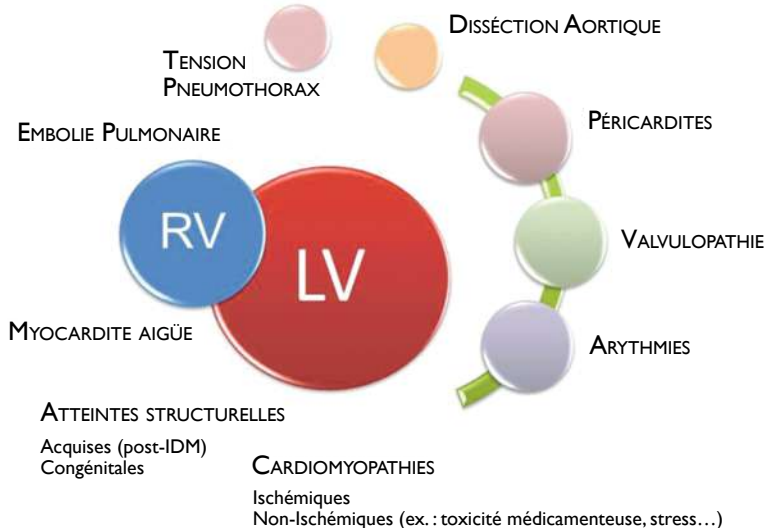 DISSÉCTION AORTIQUE
TENSION
PNEUMOTHORAX
PÉRICARDITES
EMBOLIE PULMONAIRE
RV
LV
VALVULOPATHIE
MYOCARDITE AIGÜE
ARYTHMIES
ATTEINTES STRUCTURELLES
Acquises (post-IDM)
Congénitales
CARDIOMYOPATHIES
Ischémiques
Non-Ischémiques (ex. : toxicité médicamenteuse, stress…)